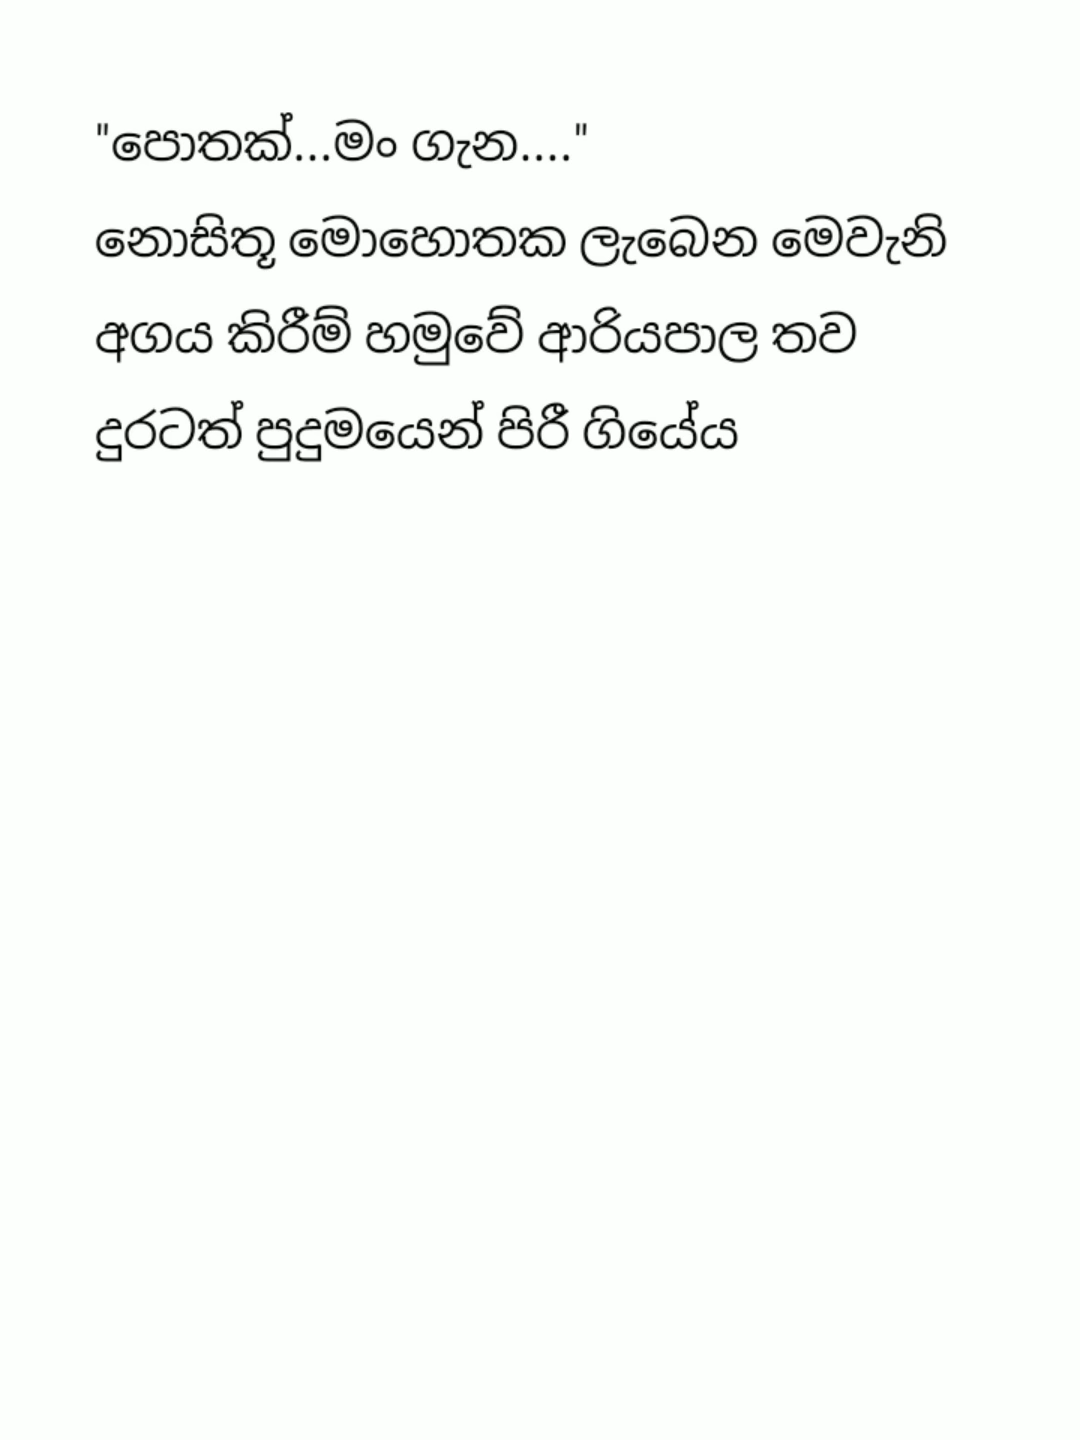 "පොතක්...මං ගැන...."
නොසිතූ මොහොතක ලැබෙන මෙවැනි
අගය කිරීම් හමුවේ ආරියපාල තව
දුරටත් පුදුමයෙන් පිරී ගියේය